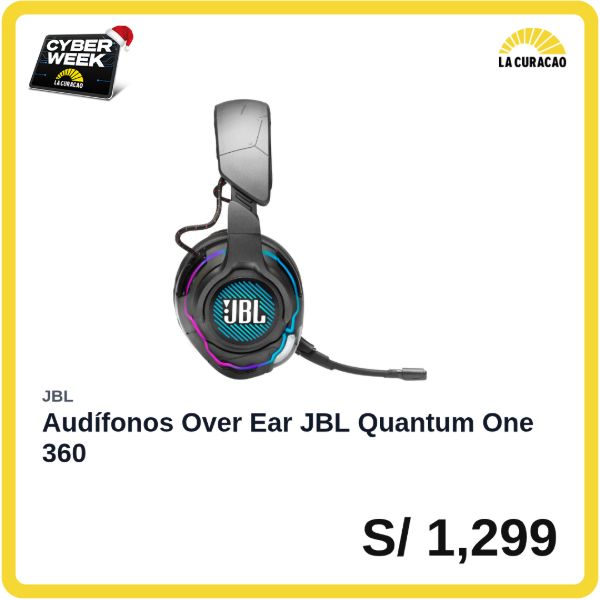 CYBER
WEEK
LA CURACAO
LA CURACAO
JBL
JBL
Audífonos Over Ear JBL Quantum One
360
S/ 1,299